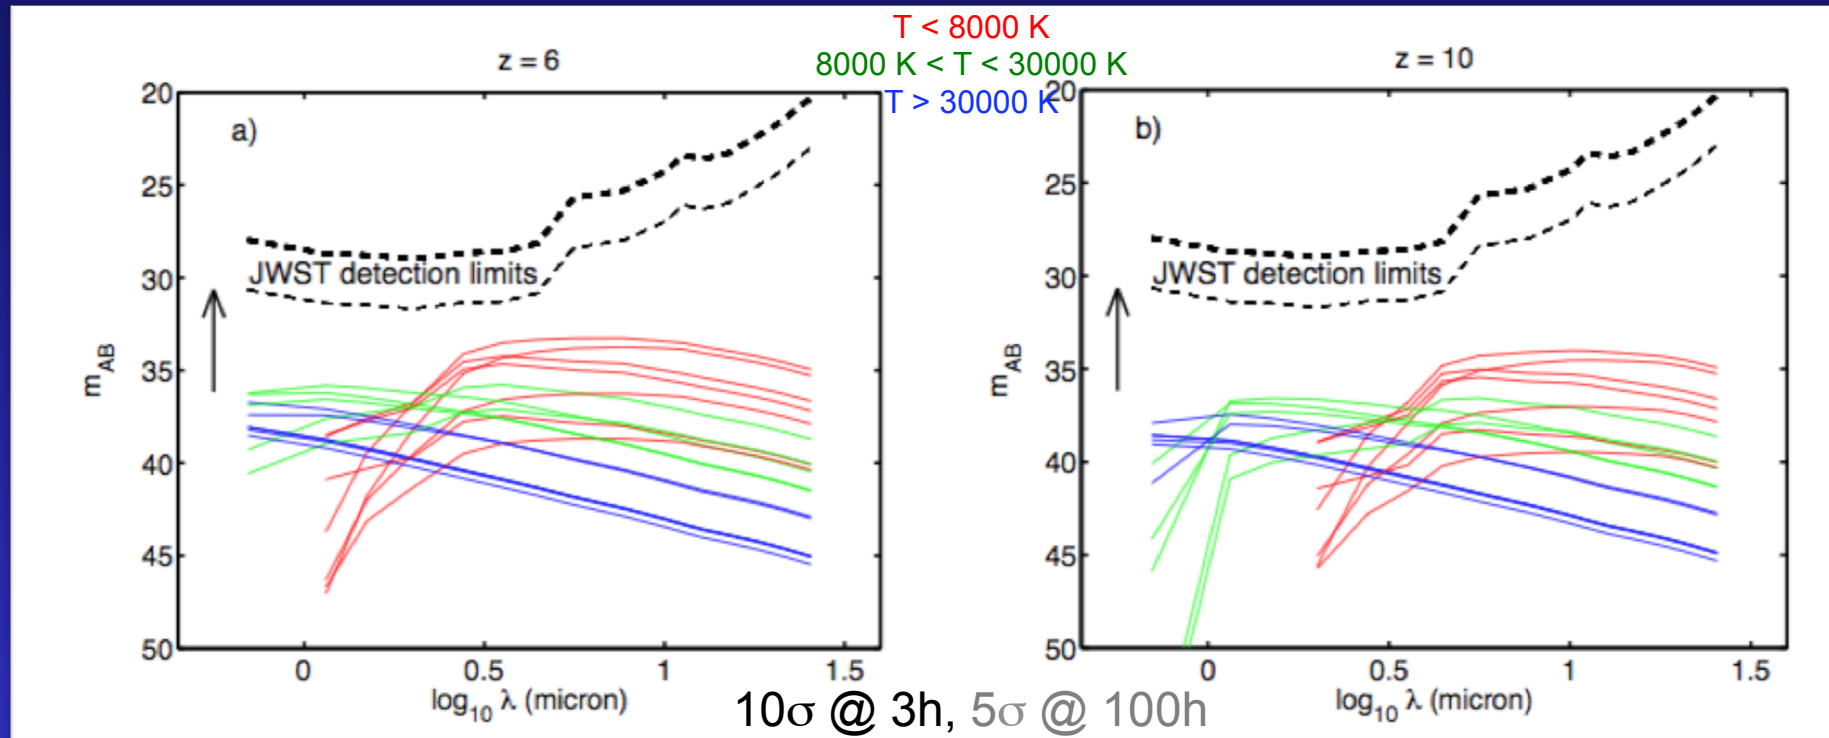 T < 8000 K
8000 K < T < 30000 K
T > 30000 K
z = 6
a)
JWST detection limits
20
25
30
35
40
45
50
m_AB
0
0.5
1
1.5
log10 λ (micron)
z = 10
b)
JWST detection limits
20
25
30
35
40
45
50
m_AB
0
0.5
1
1.5
log10 λ (micron)
10σ @ 3h, 5σ @ 100h